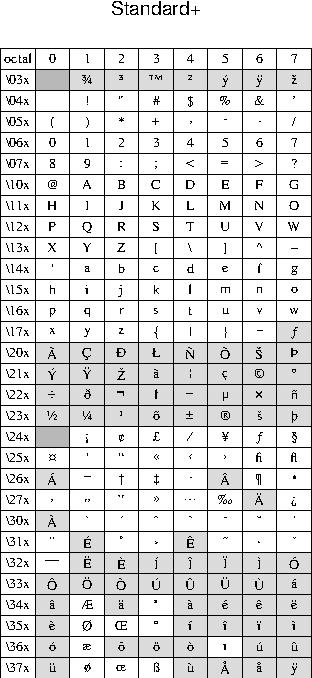 Standard+
octal 0 1 2 3 4 5 6 7
\03x ¾ ³ ™ ² ý ÿ ž
\04x ! " # $ % & ’
\05x ( ) * + , - . /
\06x 0 1 2 3 4 5 6 7
\07x 8 9 : ; < = > ?
\10x @ A B C D E F G
\11x H I J K L M N O
\12x P Q R S T U V W
\13x X Y Z [ \ ] ^ _
\14x ‘ a b c d e f g
\15x h i j k l m n o
\16x p q r s t u v w
\17x x y z { | } ~ ƒ
\20x À Ç Ð Ł Ñ Õ Š Þ
\21x Ý Ÿ Ž à ¦ ç © °
\22x ÷ ð ¬ ł − µ × ñ
\23x ½ ¼ ¹ õ ± ® š þ
\24x ¡ ¢ £ ⁄ ¥ ƒ §
\25x ¤ ' “ « ‹ › fi fl
\26x Á – † ‡ · Â ¶ •
\27x ‚ „ ” » … ‰ Ä ¿
\30x ` ´ ˆ ˜ ¯ ˘ ˙
\31x ¨ É ˚ ¸ Ê ˝ ˛ ˇ
\32x — Ë È Í Î Ï Ì Ó
\33x Ô Ö Ò Ú Û Ü Ù á
\34x â Æ ä ª à é ê ë
\35x è Ø Œ º í î ï ì
\36x ó æ ô ö ò ı ú û
\37x ü ø œ ß ù å ÿ